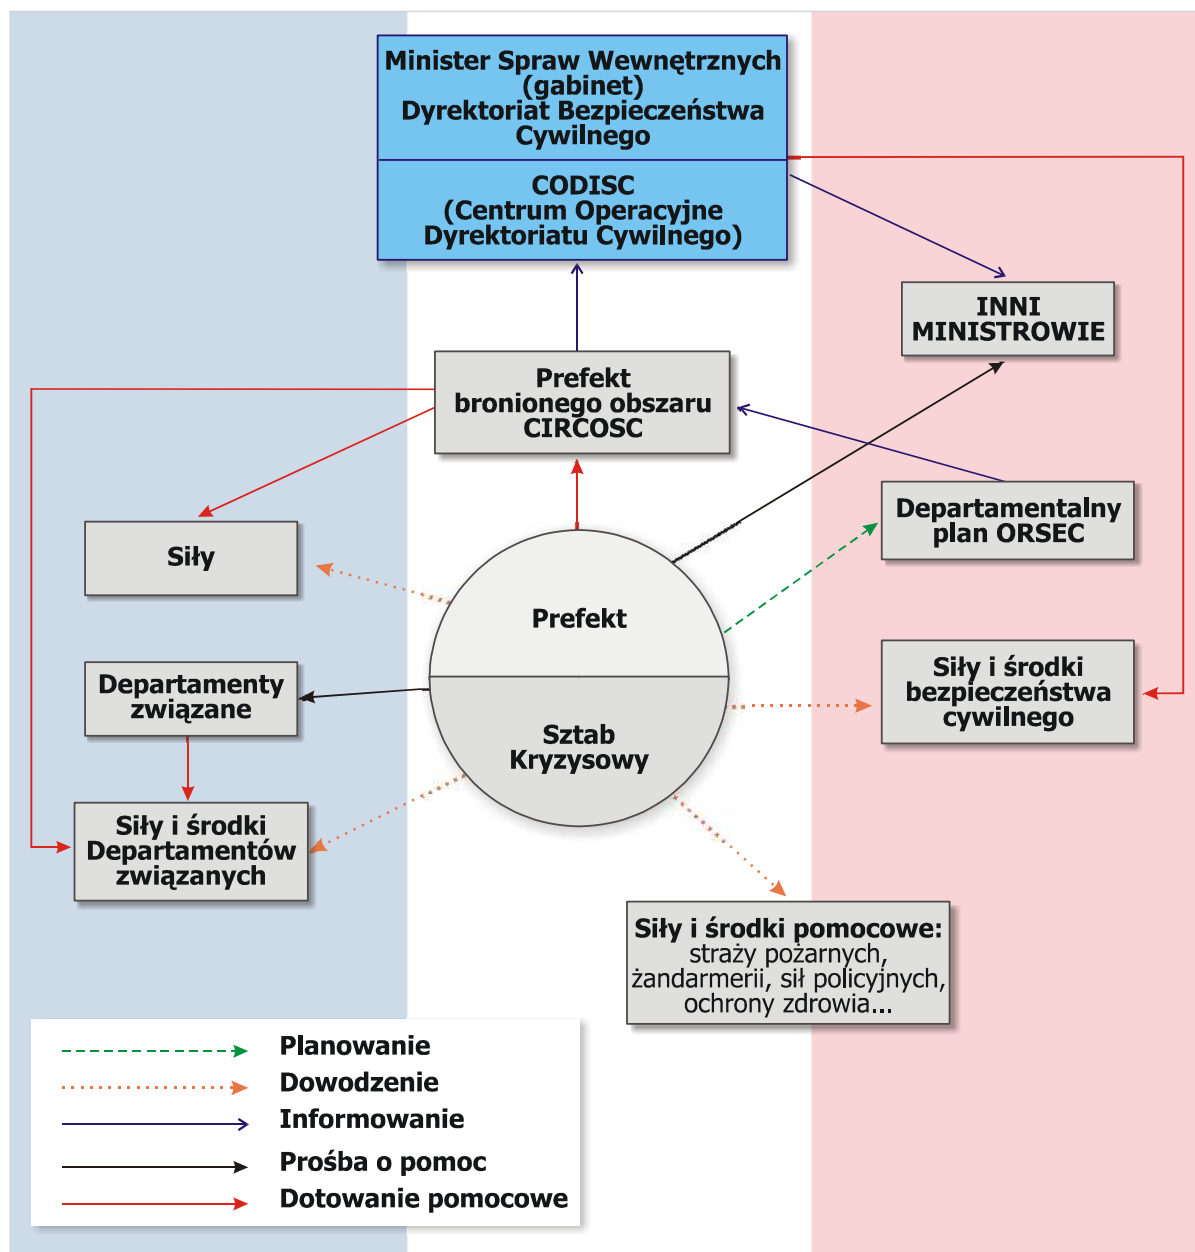 Minister Spraw Wewnętrznych
(gabinet)
Dyrektoriat Bezpieczeństwa
Cywilnego
CODISC
(Centrum Operacyjne
Dyrektoriatu Cywilnego)
INNI
MINISTROWIE
Prefekt
bronionego obszaru
CIRCOSC
Departamentalny
plan ORSEC
Siły
Prefekt
Departamenty
związane
Siły i środki
bezpieczeństwa
cywilnego
Sztab
Kryzysowy
Siły i środki
Departamentów
związanych
Siły i środki pomocowe:
straży pożarnych,
żandarmerii, sił policyjnych,
ochrony zdrowia...
Planowanie
Dowodzenie
Informowanie
Prośba o pomoc
Dotowanie pomocowe